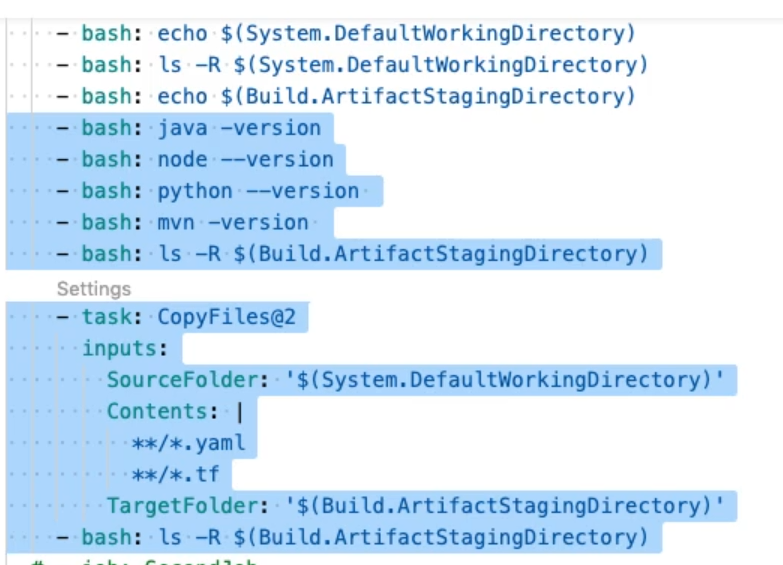 - bash: echo $(System.DefaultWorkingDirectory)
- bash: ls -R $(System.DefaultWorkingDirectory)
- bash: echo $(Build.ArtifactStagingDirectory)
- bash: java -version
- bash: node --version
- bash: python --version
- bash: mvn -version
- bash: ls -R $(Build.ArtifactStagingDirectory)
Settings
- task: CopyFiles@2
inputs:
SourceFolder: '$(System.DefaultWorkingDirectory)'
Contents: |
**/*.yaml
**/*.tf
TargetFolder: '$(Build.ArtifactStagingDirectory)'
- bash: ls -R $(Build.ArtifactStagingDirectory)
# - job: SecondJob